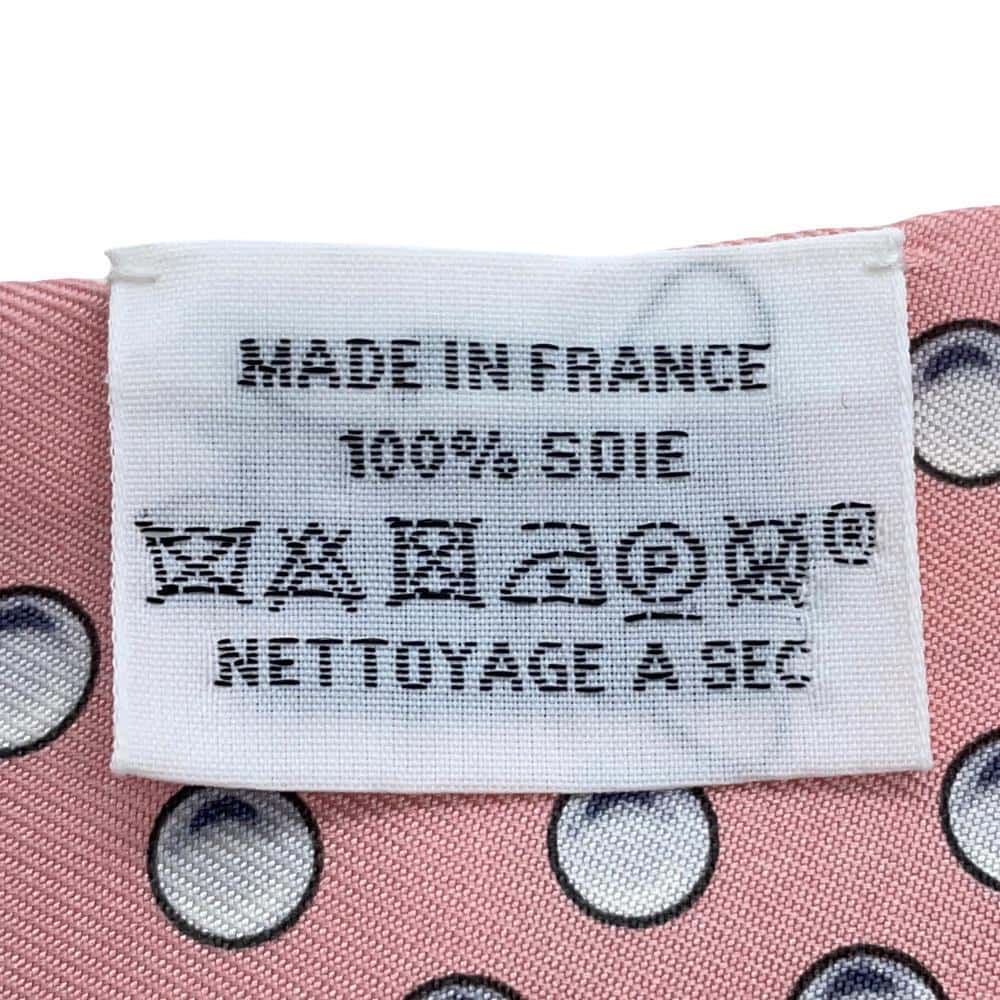 MADE IN FRANCE
100% SOIE
P ®
NETTOYAGE A SEC